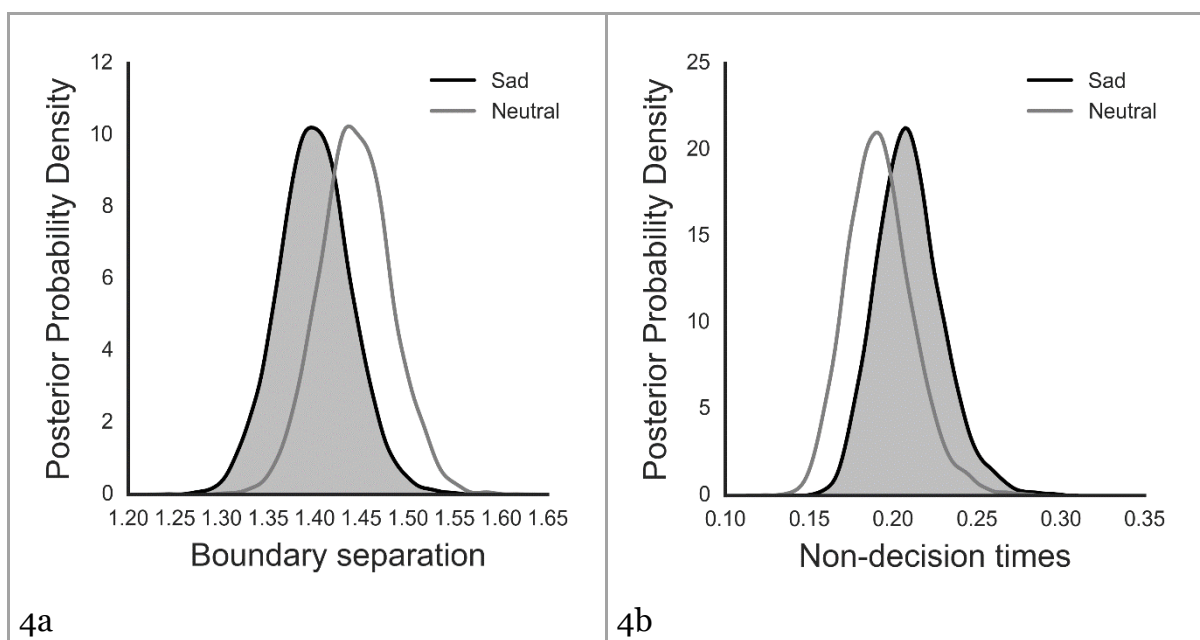 12
10
8
6
4
2
0
Posterior Probability Density
Sad
Neutral
1.20 1.25 1.30 1.35 1.40 1.45 1.50 1.55 1.60 1.65
Boundary separation
4a
25
20
15
10
5
0
Posterior Probability Density
Sad
Neutral
0.10 0.15 0.20 0.25 0.30 0.35
Non-decision times
4b